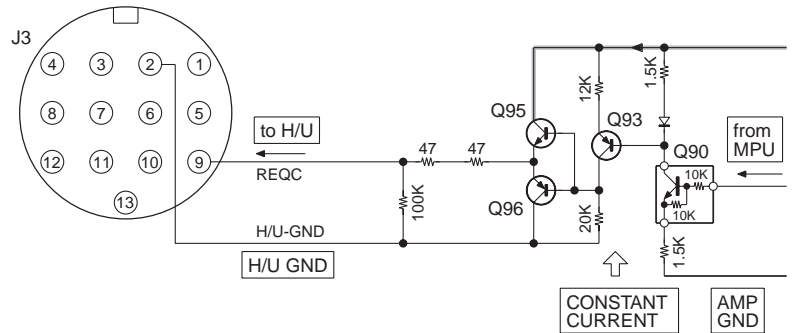 J3
4
3
2
1
8
7
6
5
12
11
10
9
13
to H/U
REQC
H/U-GND
H/U GND
47
47
100K
Q95
Q96
12K
Q93
20K
1.5K
Q90
10K
10K
1.5K
from
MPU
CONSTANT
CURRENT
AMP
GND